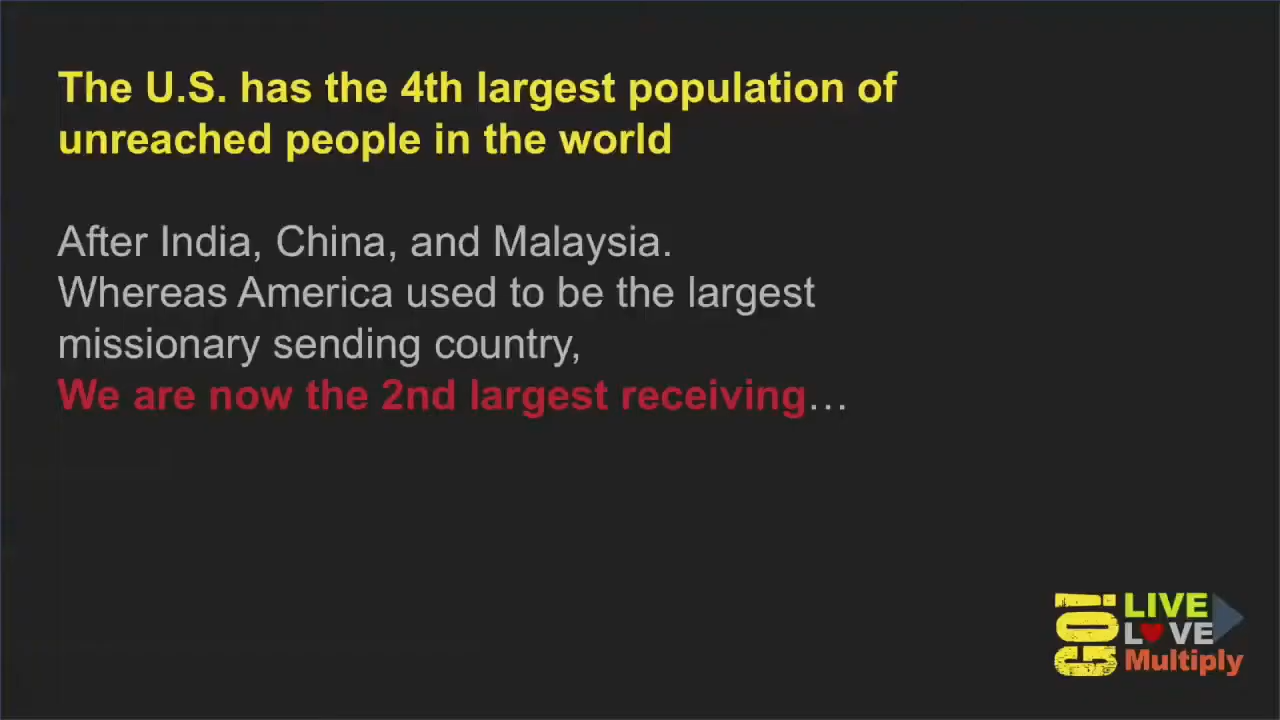 The U.S. has the 4th largest population of
unreached people in the world
After India, China, and Malaysia.
Whereas America used to be the largest
missionary sending country,
We are now the 2nd largest receiving…
GO!
LIVE
LOVE
Multiply